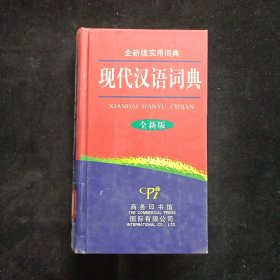 全新版实用词典
现代汉语词典
XIANDAI HANYU CIDIAN
全新版
CPi
商务印书馆
THE COMMERCIAL PRESS
国际有限公司
INTERNATIONAL CO., LTD